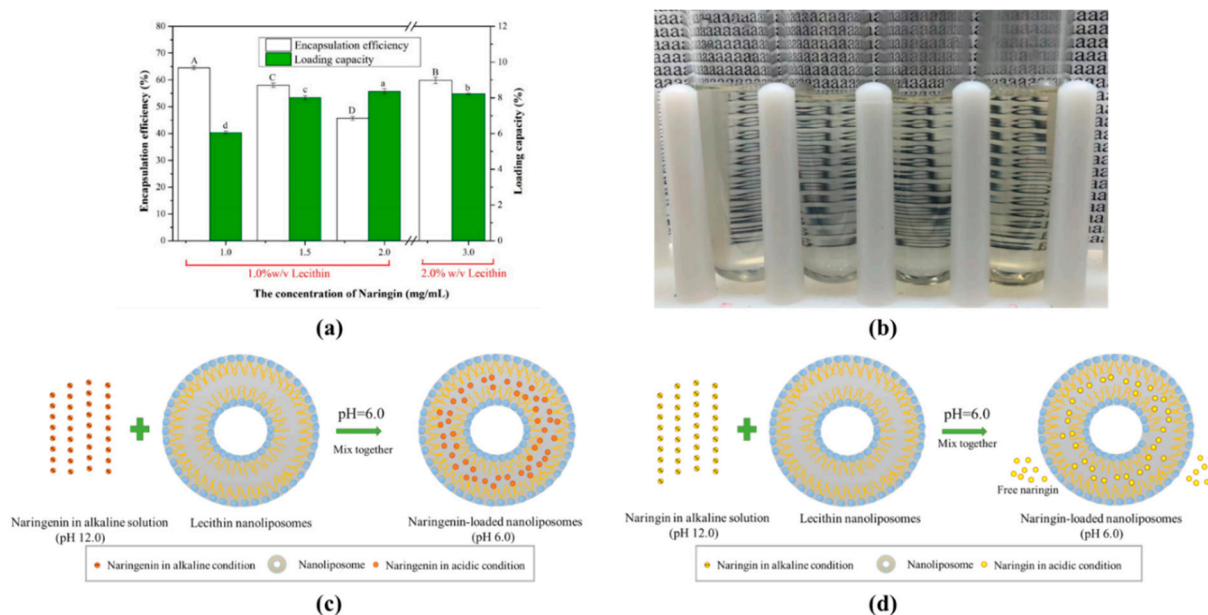 80
70
60
50
40
30
20
10
0
12
10
8
6
4
2
0
Encapsulation efficiency (%)
Loading capacity (%)
Encapsulation efficiency
Loading capacity
A
d
C
c
D
a
B
b
1.0
1.5
2.0
3.0
1.0%w/v Lecithin
2.0% w/v Lecithin
The concentration of Naringin (mg/mL)
(a)
(b)
pH=6.0
Mix together
Naringenin in alkaline solution
(pH 12.0)
Lecithin nanoliposomes
Naringenin-loaded nanoliposomes
(pH 6.0)
Naringenin in alkaline condition
Nanoliposome
Naringenin in acidic condition
(c)
pH=6.0
Mix together
Free naringin
Naringin in alkaline solution
(pH 12.0)
Lecithin nanoliposomes
Naringin-loaded nanoliposomes
(pH 6.0)
Naringin in alkaline condition
Nanoliposome
Naringin in acidic condition
(d)